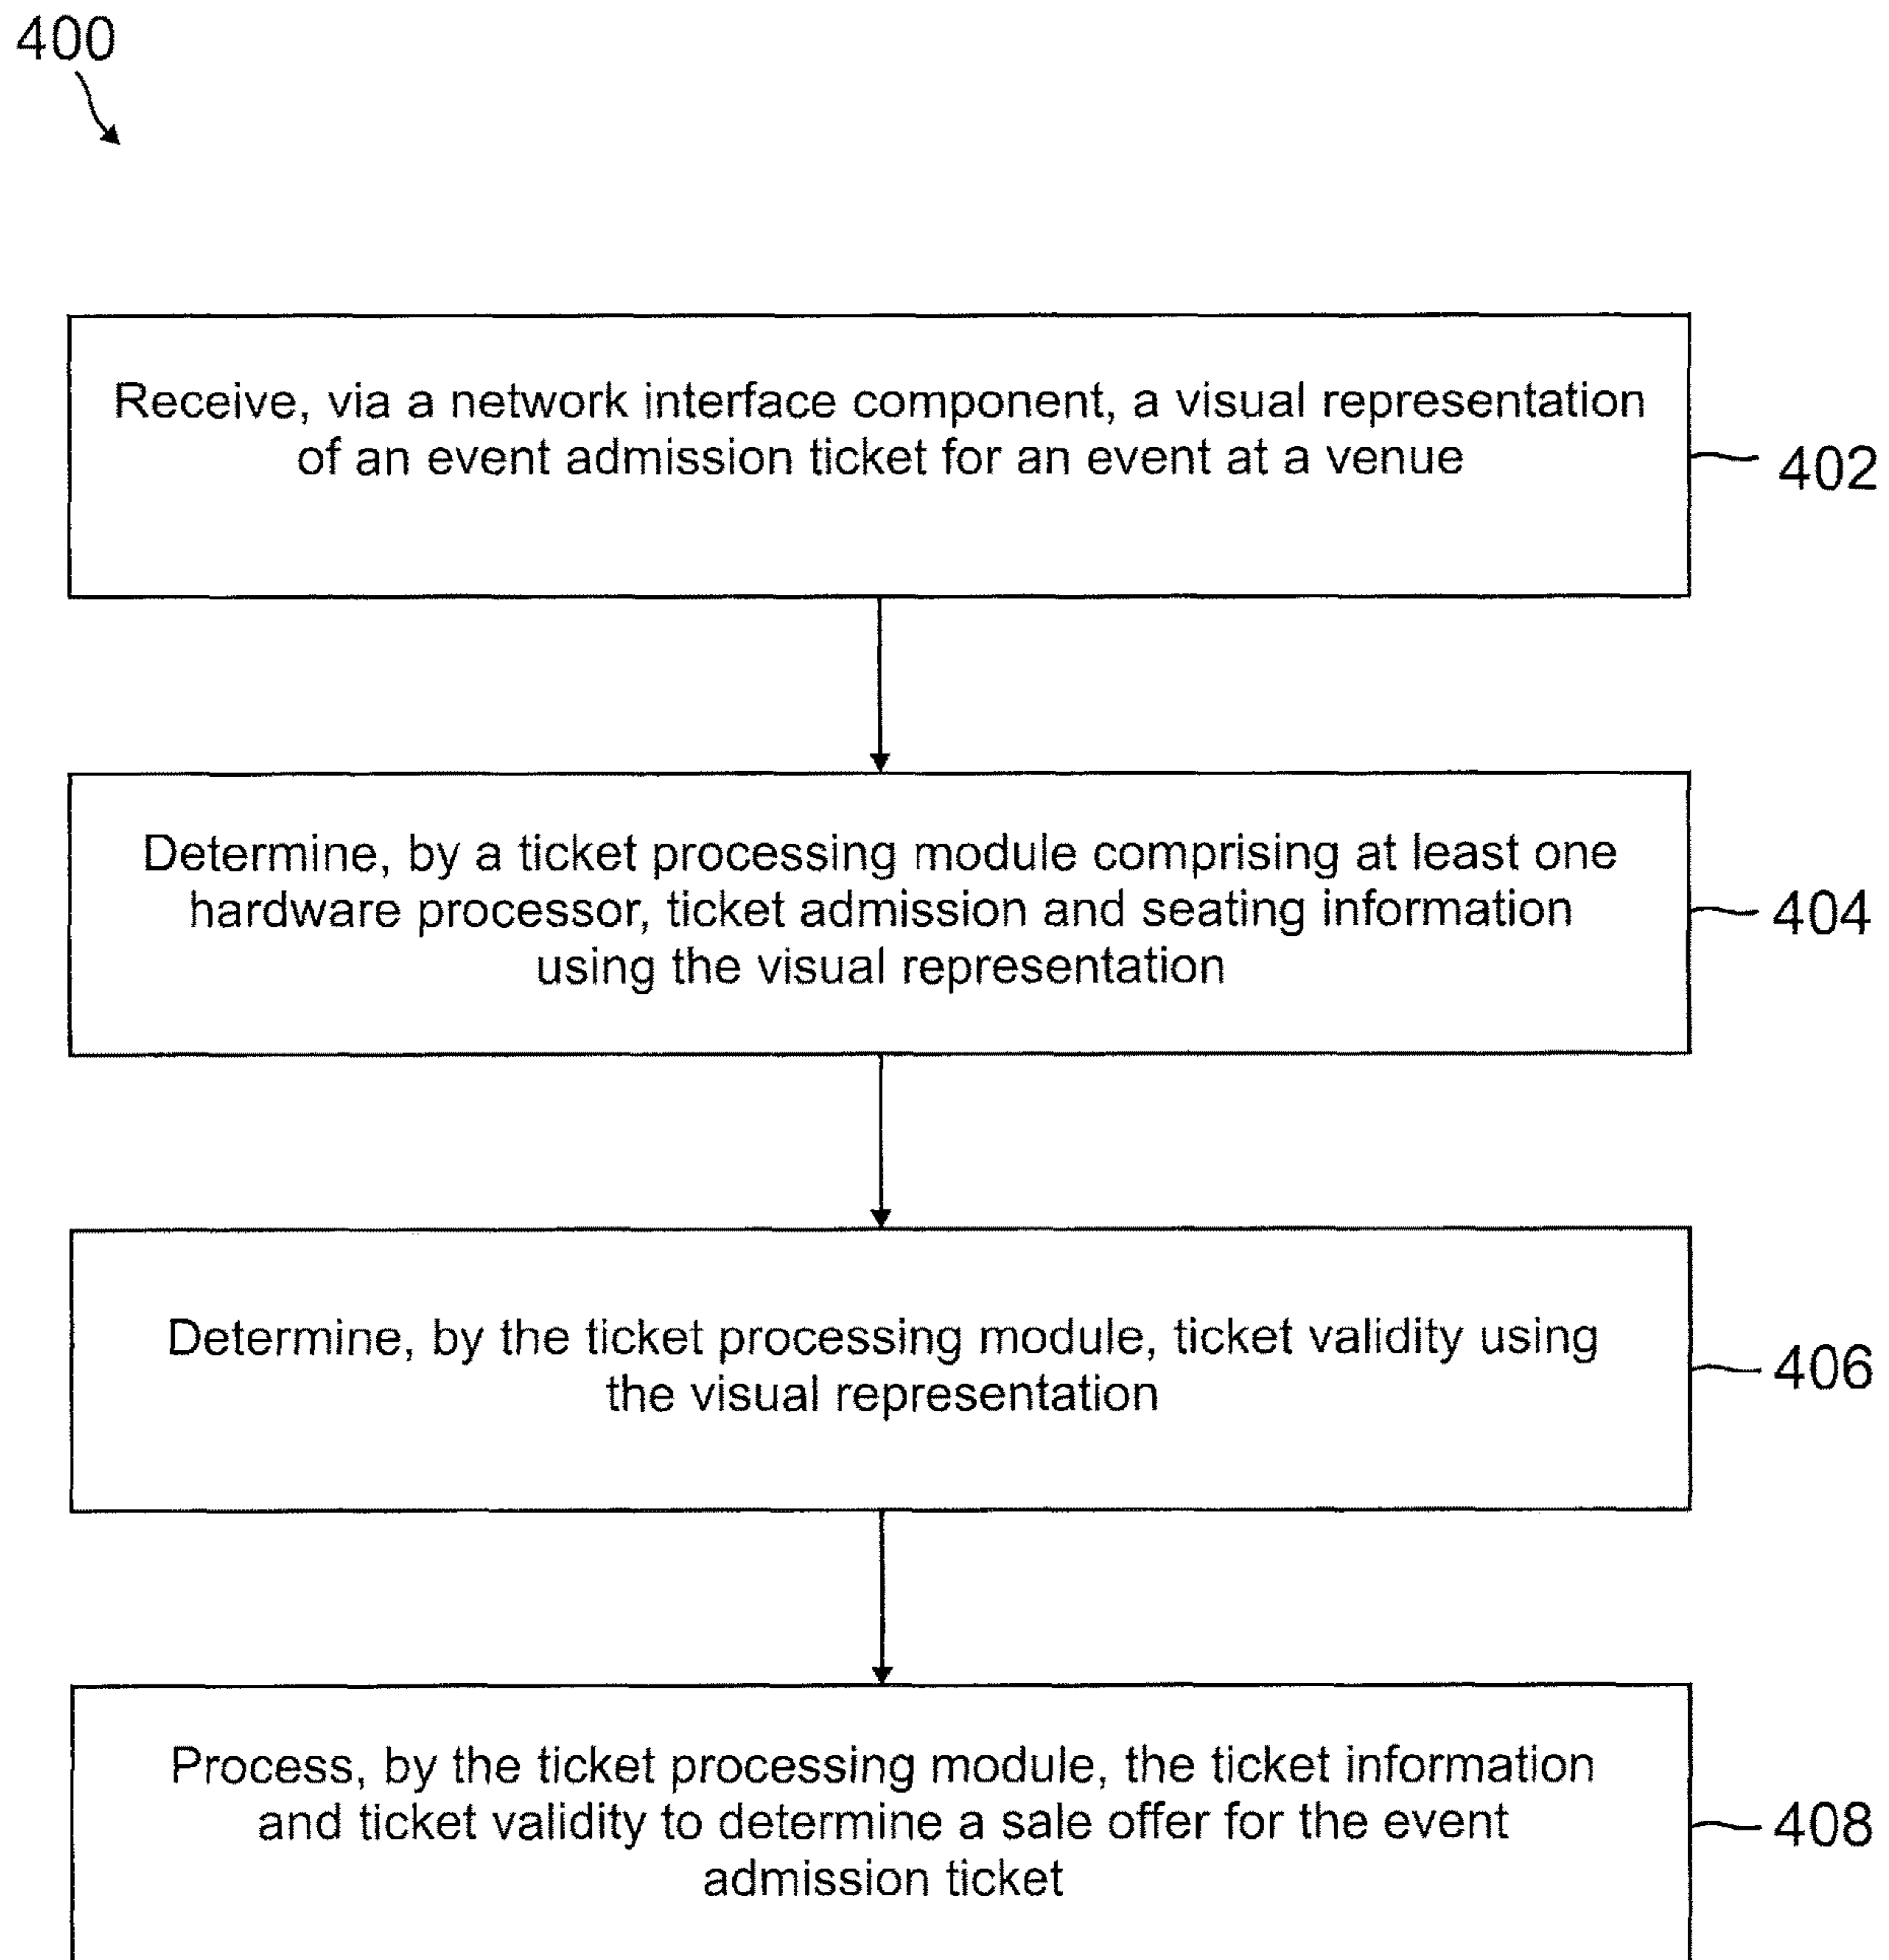 400
Receive, via a network interface component, a visual representation
of an event admission ticket for an event at a venue
402
Determine, by a ticket processing module comprising at least one
hardware processor, ticket admission and seating information
using the visual representation
404
Determine, by the ticket processing module, ticket validity using
the visual representation
406
Process, by the ticket processing module, the ticket information
and ticket validity to determine a sale offer for the event
admission ticket
408